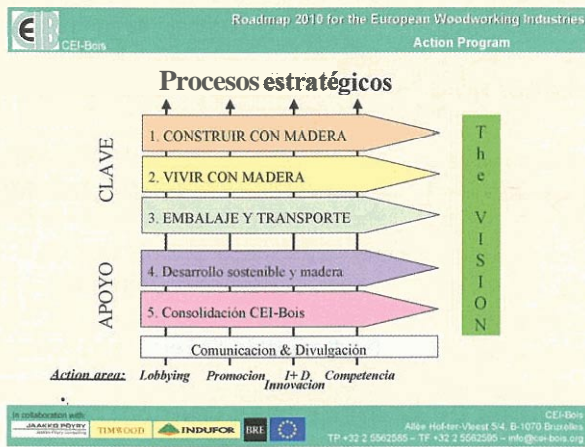 Roadmap 2010 for the European Woodworking Industries
CEI-Bois
Action Program
Procesos estratégicos
CLAVE
1. CONSTRUIR CON MADERA
2. VIVIR CON MADERA
3. EMBALAJE Y TRANSPORTE
APOYO
4. Desarrollo sostenible y madera
5. Consolidación CEI-Bois
The VISION
Comunicacion & Divulgación
Action area: Lobbying Promocion I+ D Competencia
Innovacion
In collaboration with:
JAAKKO PÖYRY TIMWOOD INDUFOR BRE
CEI-Bois
Allée Hof-ter-Vleest 5/4, B-1070 Bruxelles
TP +32 2 5562585 – TF +32 2 5562595 – info@cei-bois.org